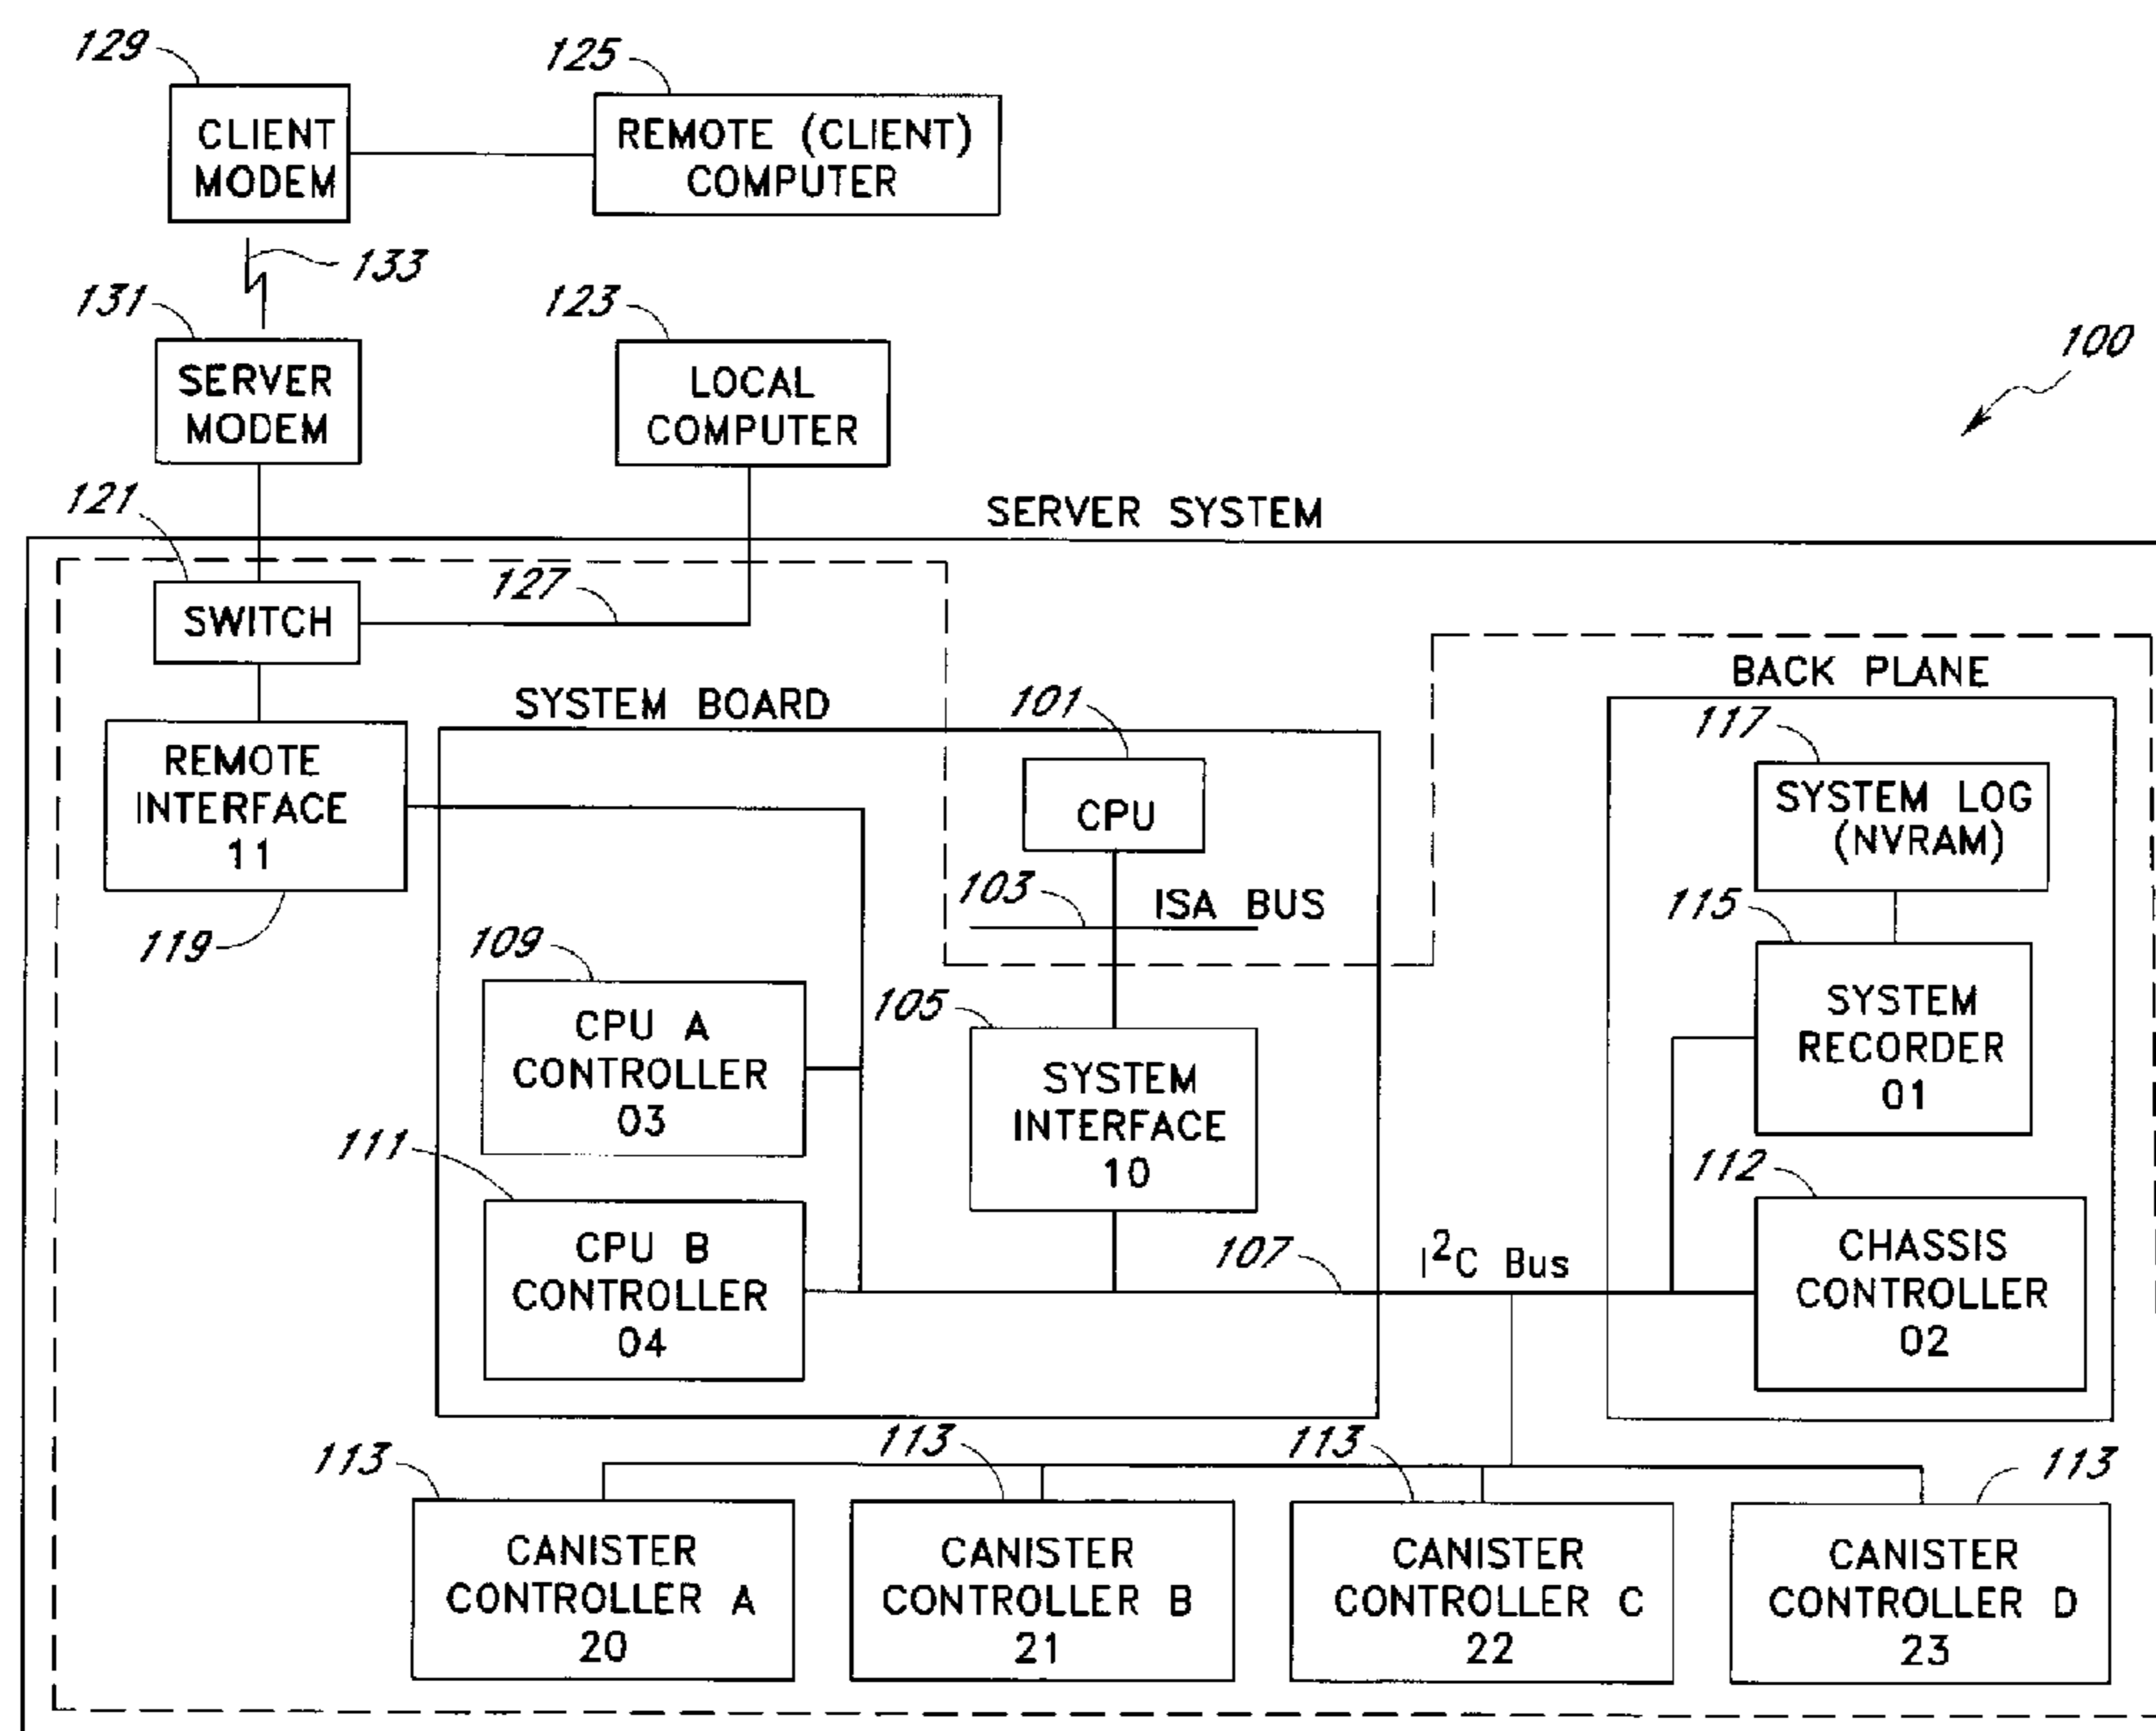 129
CLIENT
MODEM
125
REMOTE (CLIENT)
COMPUTER
133
131
SERVER
MODEM
123
LOCAL
COMPUTER
100
121
SERVER SYSTEM
SWITCH
127
SYSTEM BOARD
BACK PLANE
REMOTE
INTERFACE
11
119
101
CPU
103
ISA BUS
117
SYSTEM LOG
(NVRAM)
115
SYSTEM
RECORDER
01
109
CPU A
CONTROLLER
03
105
SYSTEM
INTERFACE
10
111
CPU B
CONTROLLER
04
107
I²C Bus
112
CHASSIS
CONTROLLER
02
113
CANISTER
CONTROLLER A
20
113
CANISTER
CONTROLLER B
21
113
CANISTER
CONTROLLER C
22
113
CANISTER
CONTROLLER D
23